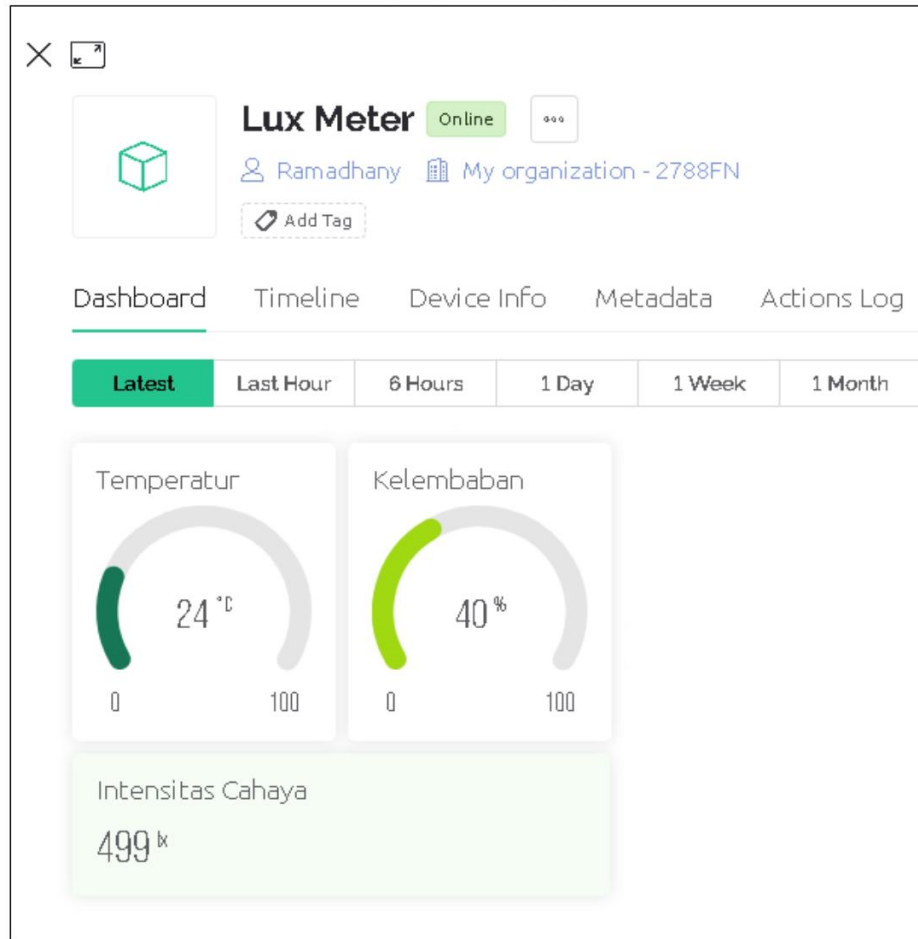 Lux Meter Online
Ramadhany My organization - 2788FN
Add Tag
Dashboard Timeline Device Info Metadata Actions Log
Latest Last Hour 6 Hours 1 Day 1 Week 1 Month
Temperatur Kelembaban
24 °C 40 %
0 100 0 100
Intensitas Cahaya
499 lx